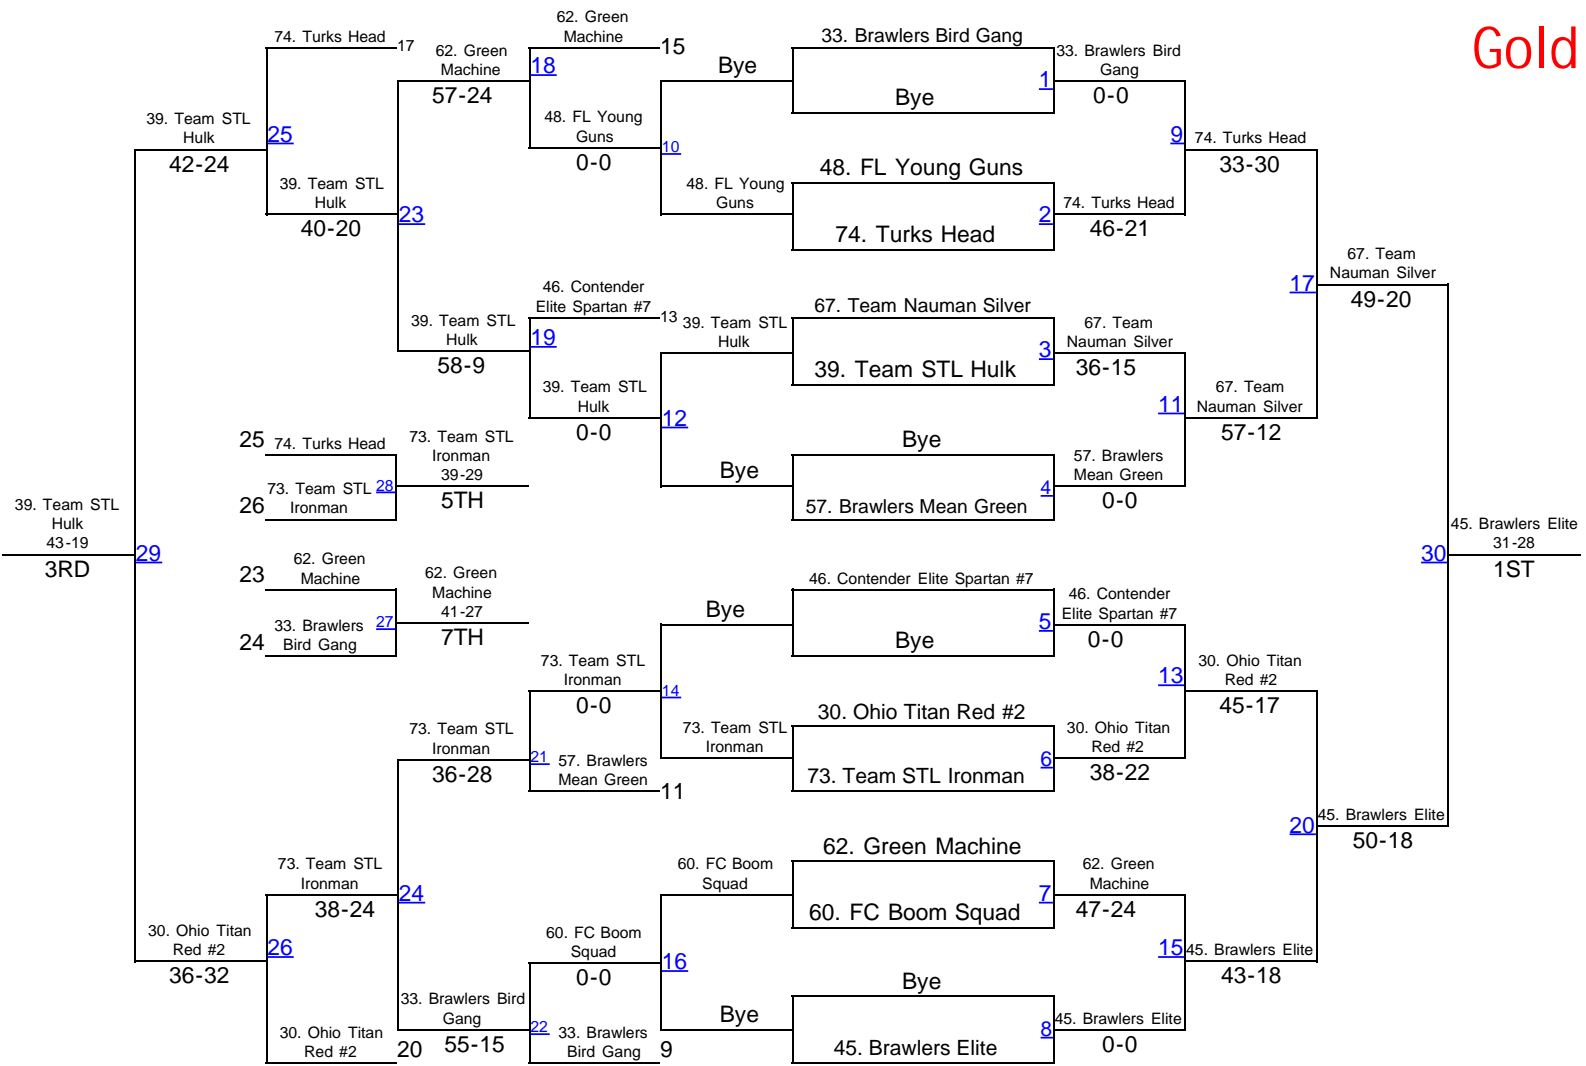 Gold
74. Turks Head
17
39. Team STL
Hulk
42-24
25
39. Team STL
Hulk
40-20
62. Green
Machine
57-24
23
39. Team STL
Hulk
58-9
62. Green
Machine
15
18
48. FL Young
Guns
0-0
46. Contender
Elite Spartan #7
13
19
39. Team STL
Hulk
0-0
Bye
10
48. FL Young
Guns
39. Team STL
Hulk
12
Bye
33. Brawlers Bird Gang
1
Bye
48. FL Young Guns
2
74. Turks Head
67. Team Nauman Silver
3
39. Team STL Hulk
Bye
4
57. Brawlers Mean Green
33. Brawlers Bird
Gang
0-0
9
74. Turks Head
46-21
67. Team
Nauman Silver
36-15
11
57. Brawlers
Mean Green
0-0
74. Turks Head
33-30
17
67. Team
Nauman Silver
57-12
67. Team
Nauman Silver
49-20
25
74. Turks Head
26
73. Team STL
Ironman
28
73. Team STL
Ironman
39-29
5TH
39. Team STL
Hulk
43-19
3RD
29
23
62. Green
Machine
24
33. Brawlers
Bird Gang
27
62. Green
Machine
41-27
7TH
30
45. Brawlers Elite
31-28
1ST
46. Contender Elite Spartan #7
5
Bye
30. Ohio Titan Red #2
6
73. Team STL Ironman
62. Green Machine
7
60. FC Boom Squad
Bye
8
45. Brawlers Elite
46. Contender
Elite Spartan #7
0-0
13
30. Ohio Titan
Red #2
38-22
62. Green
Machine
47-24
15
45. Brawlers Elite
0-0
30. Ohio Titan
Red #2
45-17
20
45. Brawlers Elite
43-18
45. Brawlers Elite
50-18
Bye
14
73. Team STL
Ironman
60. FC Boom
Squad
16
Bye
73. Team STL
Ironman
0-0
21
57. Brawlers
Mean Green
11
60. FC Boom
Squad
0-0
22
33. Brawlers
Bird Gang
9
73. Team STL
Ironman
36-28
24
33. Brawlers Bird
Gang
55-15
73. Team STL
Ironman
38-24
26
30. Ohio Titan
Red #2
20
30. Ohio Titan
Red #2
36-32